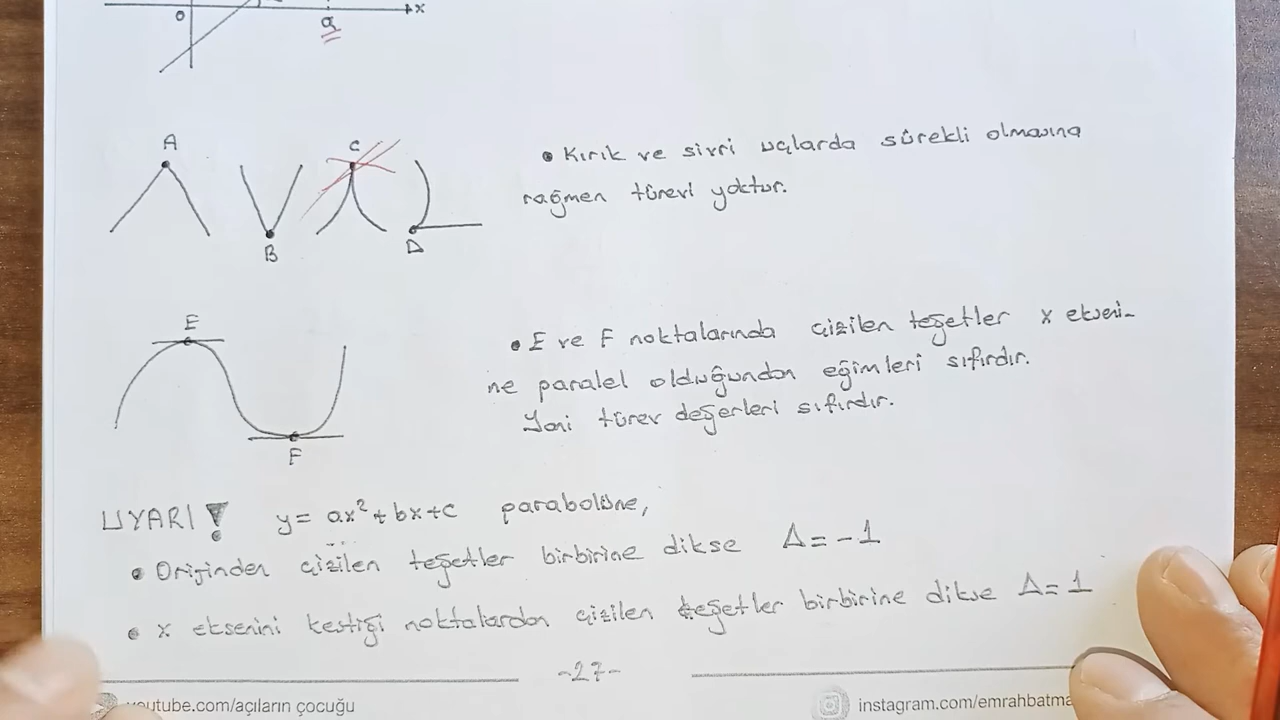 O
a
x
A
B
C
D
• Kırık ve sivri uçlarda sürekli olmasına
rağmen türevi yoktur.
E
F
• E ve F noktalarında çizilen teğetler x ekseni-
ne paralel olduğundan eğimleri sıfırdır.
Yani türev değerleri sıfırdır.
UYARI! y= ax²+bx+c parabolüne,
• Orijinden çizilen teğetler birbirine dikse Δ=-1
• x eksenini kestiği noktalardan çizilen teğetler birbirine dikse Δ=1
-27-
youtube.com/açıların çocuğu
instagram.com/emrahbatma